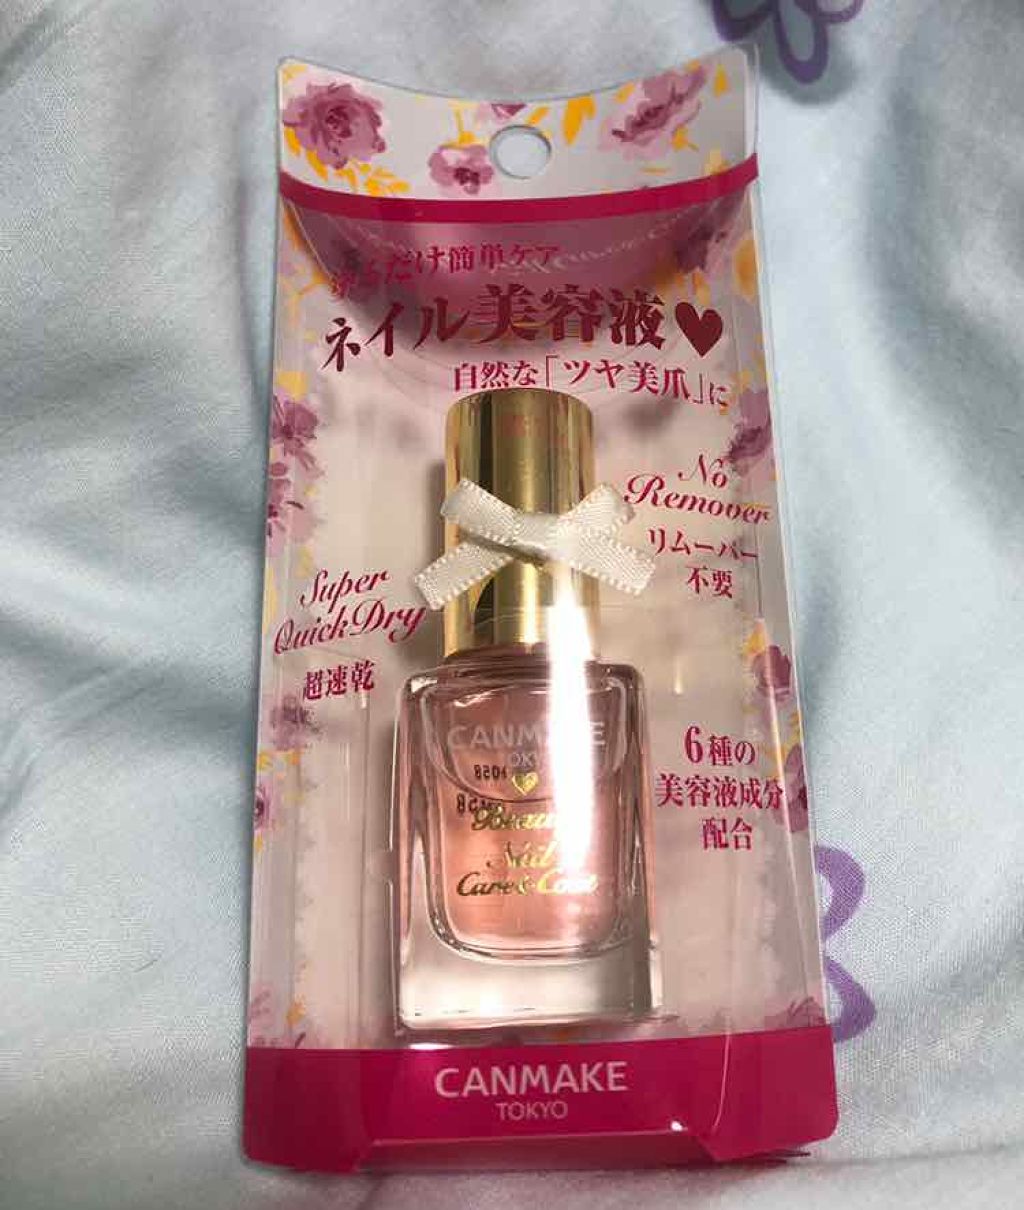 塗るだけ簡単ケア
ネイル美容液♥
自然な「ツヤ美爪」に
No
Remover
リムーバー
不要
Super
Quick Dry
超速乾
CANMAKE
TOKYO
Beauty
Nail
Care & Coat
6種の
美容液成分
配合
CANMAKE
TOKYO